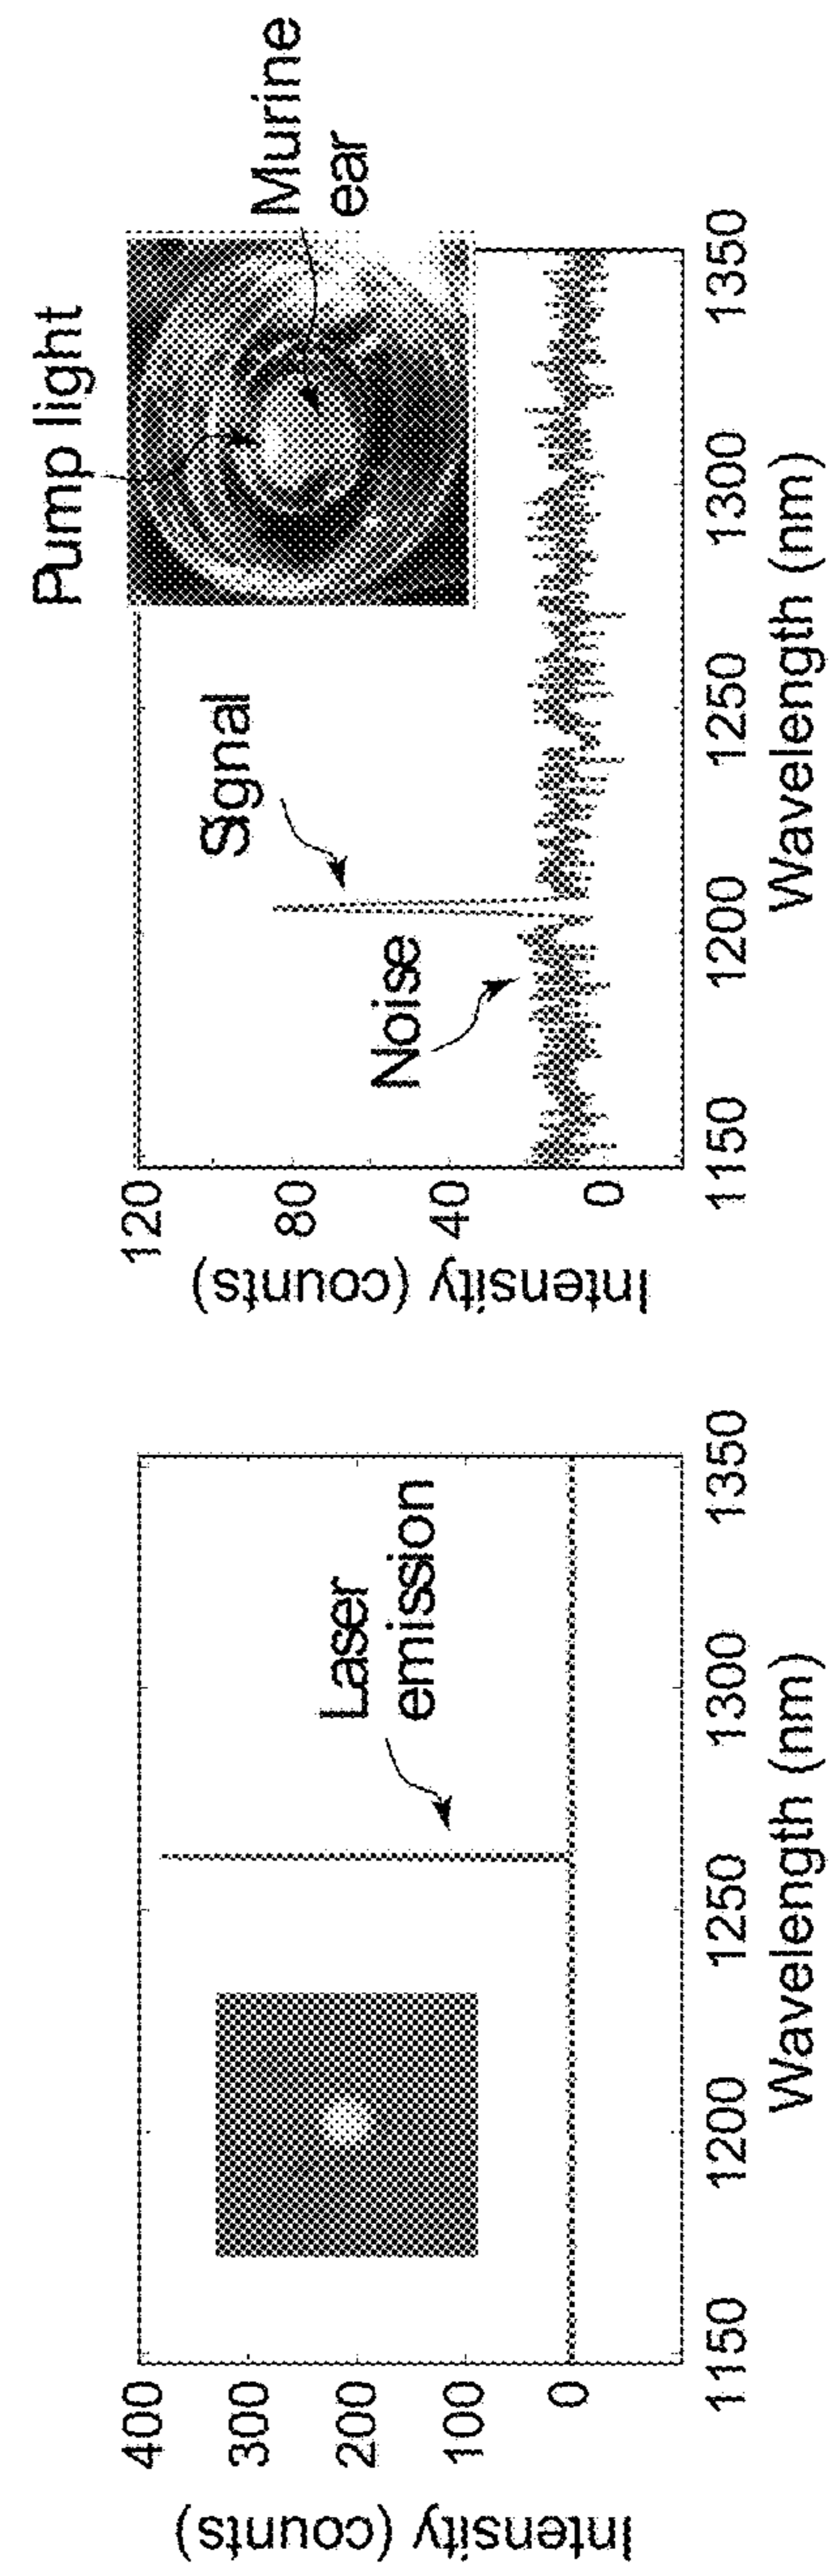 Intensity (counts)
400
300
200
100
0
Laser
emission
1150
1200
1250
1300
1350
Wavelength (nm)
Pump light
Murine
ear
Signal
Noise
Intensity (counts)
120
80
40
0
1150
1200
1250
1300
1350
Wavelength (nm)